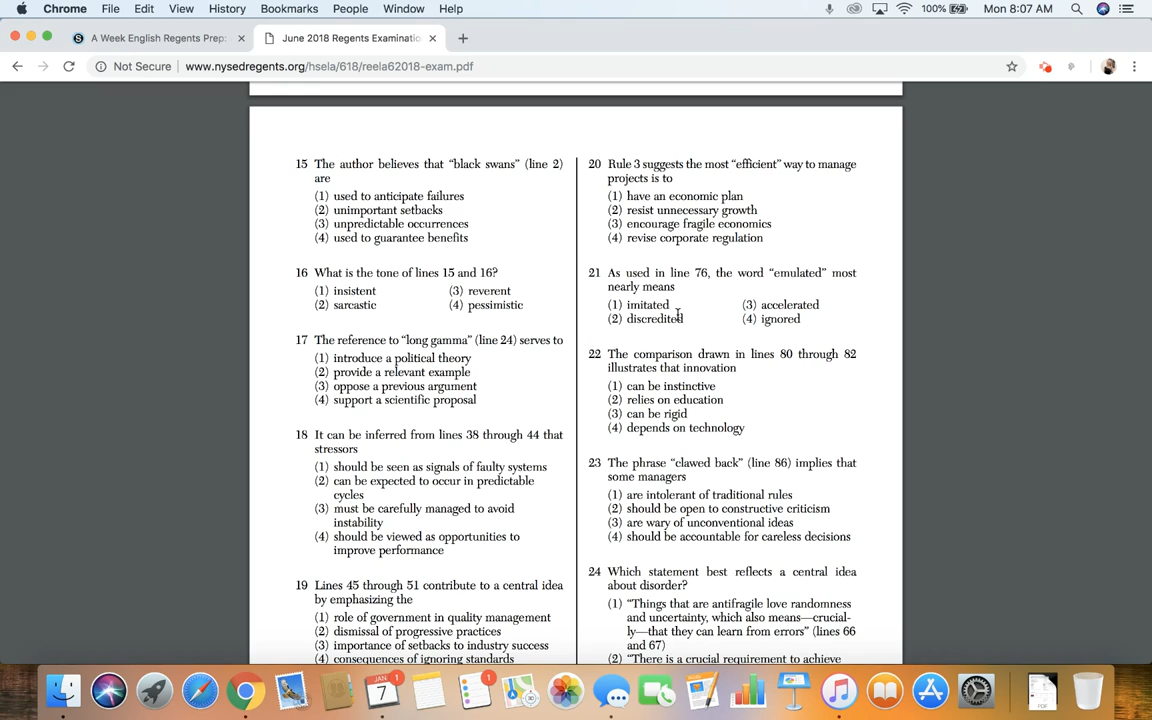 Chrome File Edit View History Bookmarks People Window Help 100% Mon 8:07 AM
A Week English Regents Prep: June 2018 Regents Examinatio
Not Secure www.nysedregents.org/hsela/618/reela62018-exam.pdf
15 The author believes that “black swans” (line 2)
are
(1) used to anticipate failures
(2) unimportant setbacks
(3) unpredictable occurrences
(4) used to guarantee benefits
16 What is the tone of lines 15 and 16?
(1) insistent (3) reverent
(2) sarcastic (4) pessimistic
17 The reference to “long gamma” (line 24) serves to
(1) introduce a political theory
(2) provide a relevant example
(3) oppose a previous argument
(4) support a scientific proposal
18 It can be inferred from lines 38 through 44 that
stressors
(1) should be seen as signals of faulty systems
(2) can be expected to occur in predictable
cycles
(3) must be carefully managed to avoid
instability
(4) should be viewed as opportunities to
improve performance
19 Lines 45 through 51 contribute to a central idea
by emphasizing the
(1) role of government in quality management
(2) dismissal of progressive practices
(3) importance of setbacks to industry success
(4) consequences of ignoring standards
20 Rule 3 suggests the most “efficient” way to manage
projects is to
(1) have an economic plan
(2) resist unnecessary growth
(3) encourage fragile economics
(4) revise corporate regulation
21 As used in line 76, the word “emulated” most
nearly means
(1) imitated (3) accelerated
(2) discredited (4) ignored
22 The comparison drawn in lines 80 through 82
illustrates that innovation
(1) can be instinctive
(2) relies on education
(3) can be rigid
(4) depends on technology
23 The phrase “clawed back” (line 86) implies that
some managers
(1) are intolerant of traditional rules
(2) should be open to constructive criticism
(3) are wary of unconventional ideas
(4) should be accountable for careless decisions
24 Which statement best reflects a central idea
about disorder?
(1) “Things that are antifragile love randomness
and uncertainty, which also means—crucial-
ly—that they can learn from errors” (lines 66
and 67)
(2) “There is a crucial requirement to achieve
JAN
7
1
1